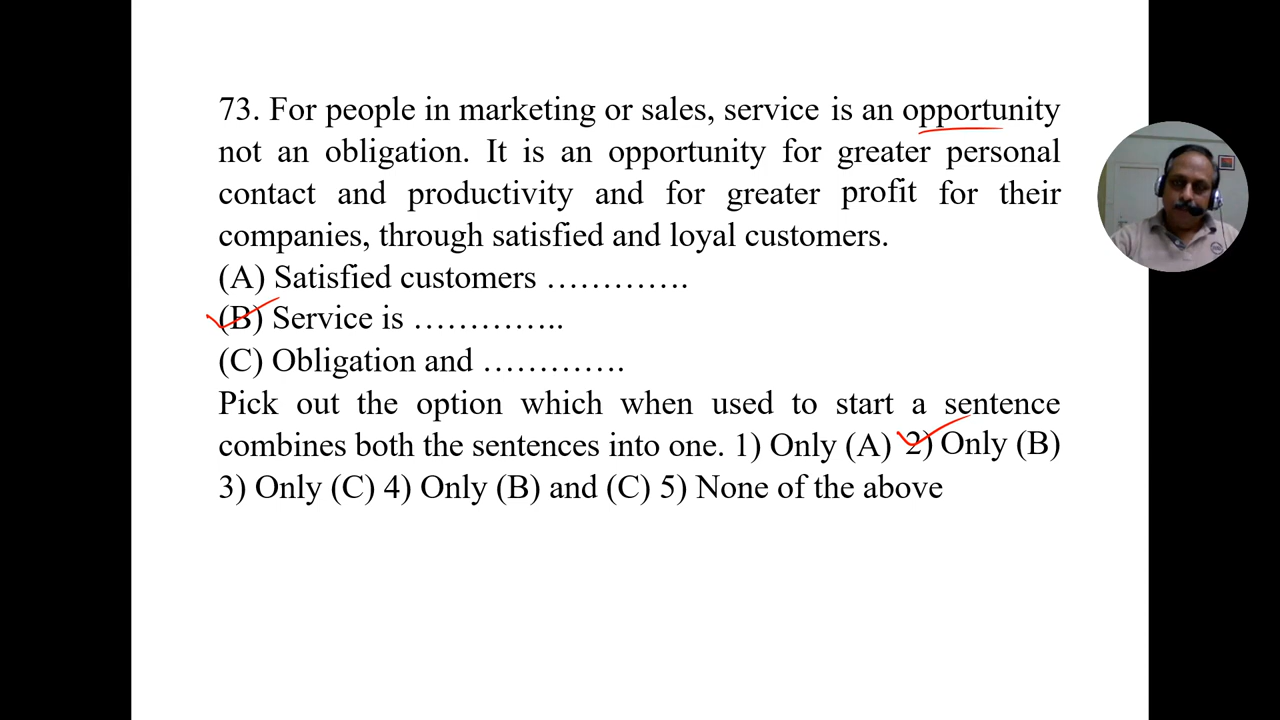 73. For people in marketing or sales, service is an opportunity
not an obligation. It is an opportunity for greater personal
contact and productivity and for greater profit for their
companies, through satisfied and loyal customers.
(A) Satisfied customers ………….
(B) Service is …………..
(C) Obligation and ………….
Pick out the option which when used to start a sentence
combines both the sentences into one. 1) Only (A) 2) Only (B)
3) Only (C) 4) Only (B) and (C) 5) None of the above